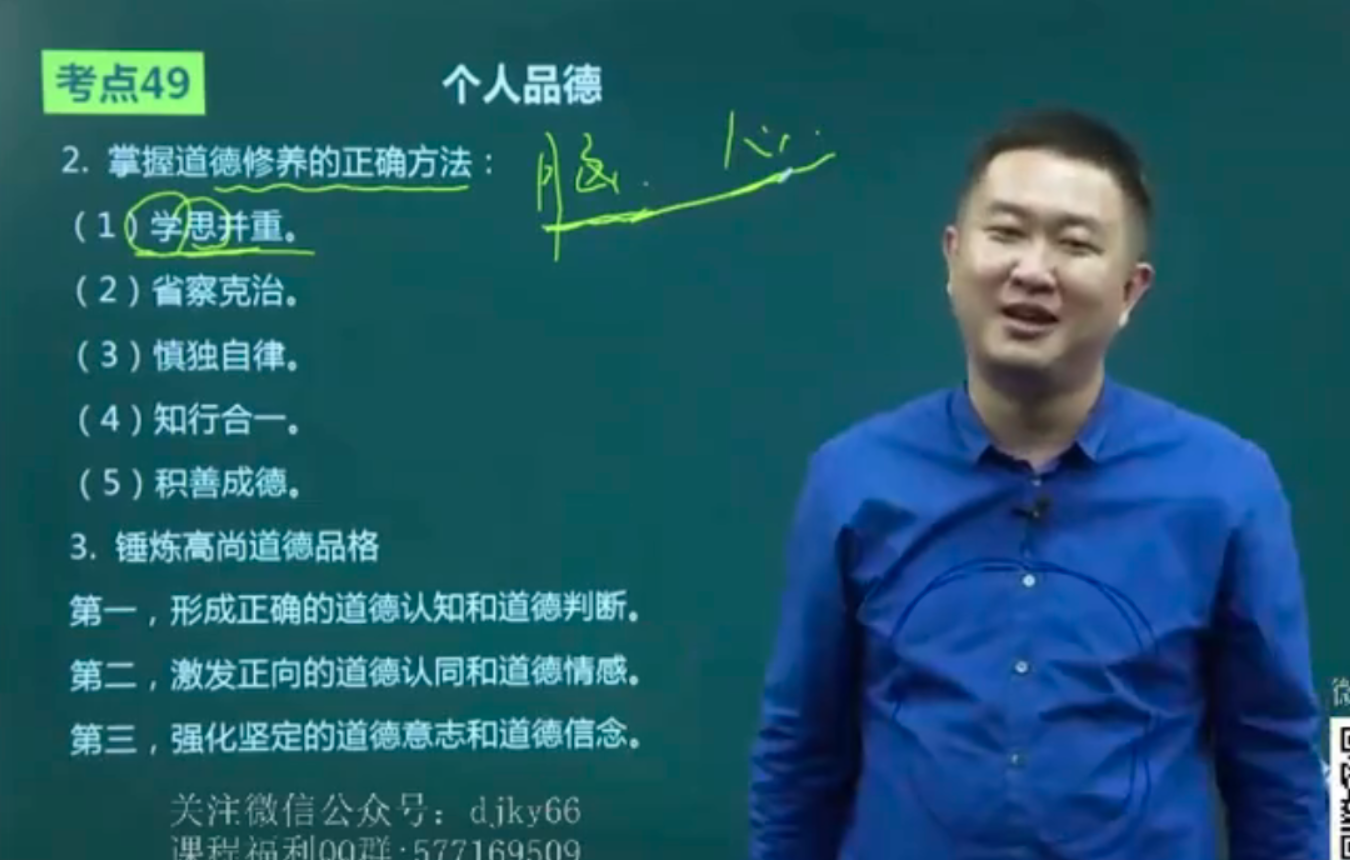 考点49
个人品德
2. 掌握道德修养的正确方法：
脑 心
（1）学思并重。
（2）省察克治。
（3）慎独自律。
（4）知行合一。
（5）积善成德。
3. 锤炼高尚道德品格
第一，形成正确的道德认知和道德判断。
第二，激发正向的道德认同和道德情感。
第三，强化坚定的道德意志和道德信念。
微
关注微信公众号：djky66
课程福利QQ群:577169509